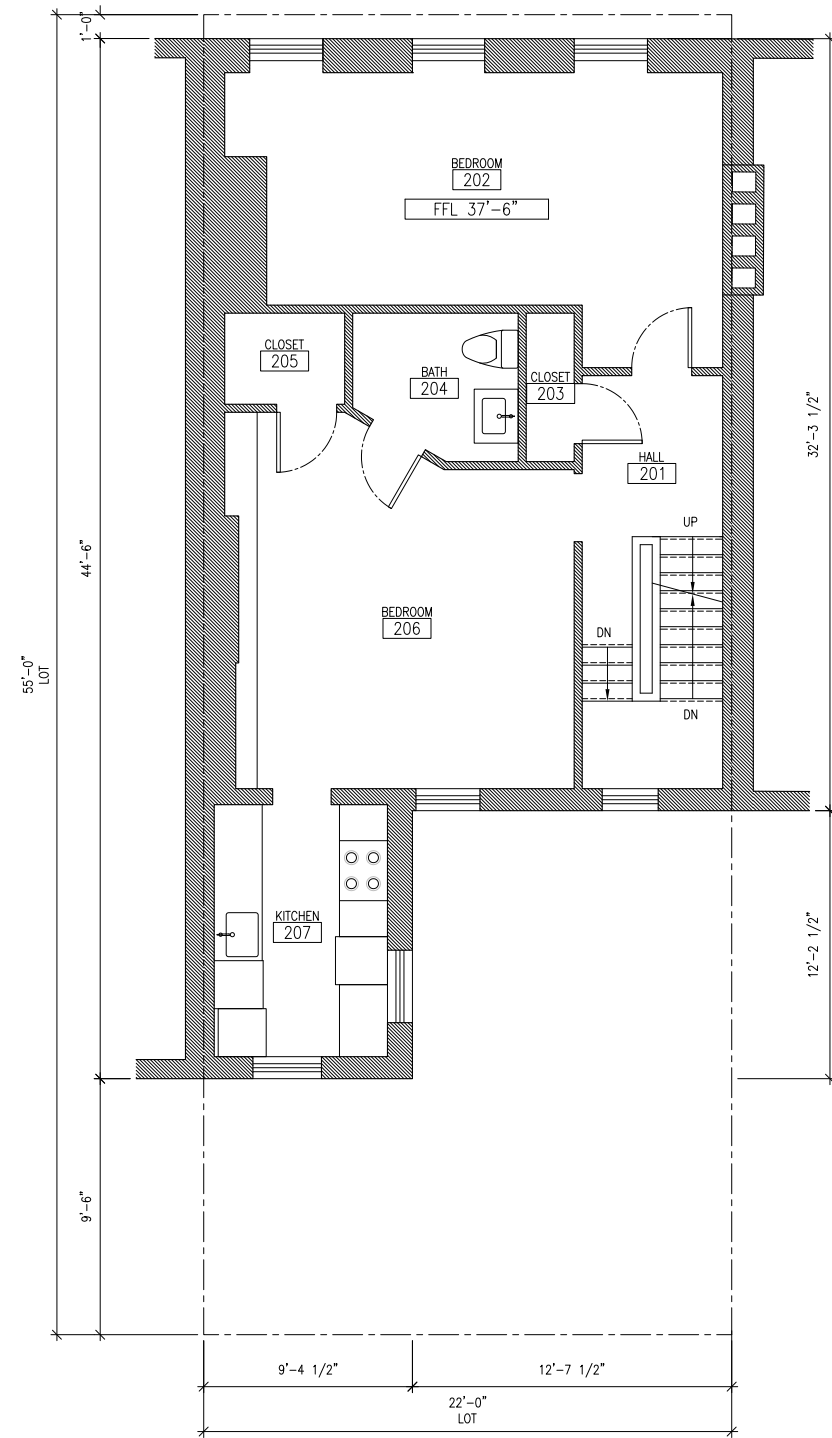 1'-0"
BEDROOM
202
FFL 37'-6"
CLOSET
205
BATH
204
CLOSET
203
HALL
201
32'-3 1/2"
UP
44'-6"
BEDROOM
206
DN
55'-0"
LOT
DN
KITCHEN
207
12'-2 1/2"
9'-6"
9'-4 1/2"
12'-7 1/2"
22'-0"
LOT